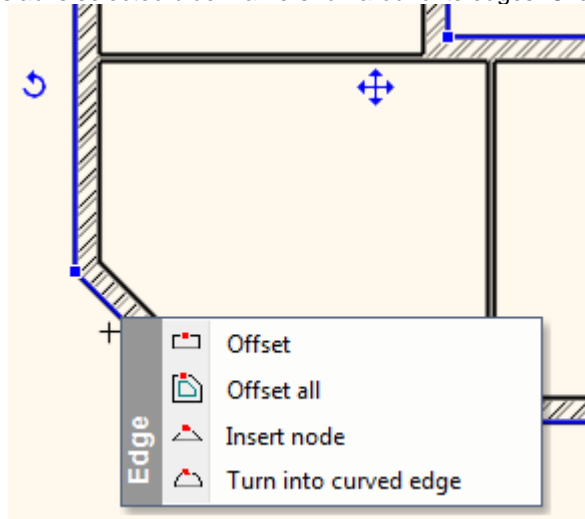 Edge
Offset
Offset all
Insert node
Turn into curved edge